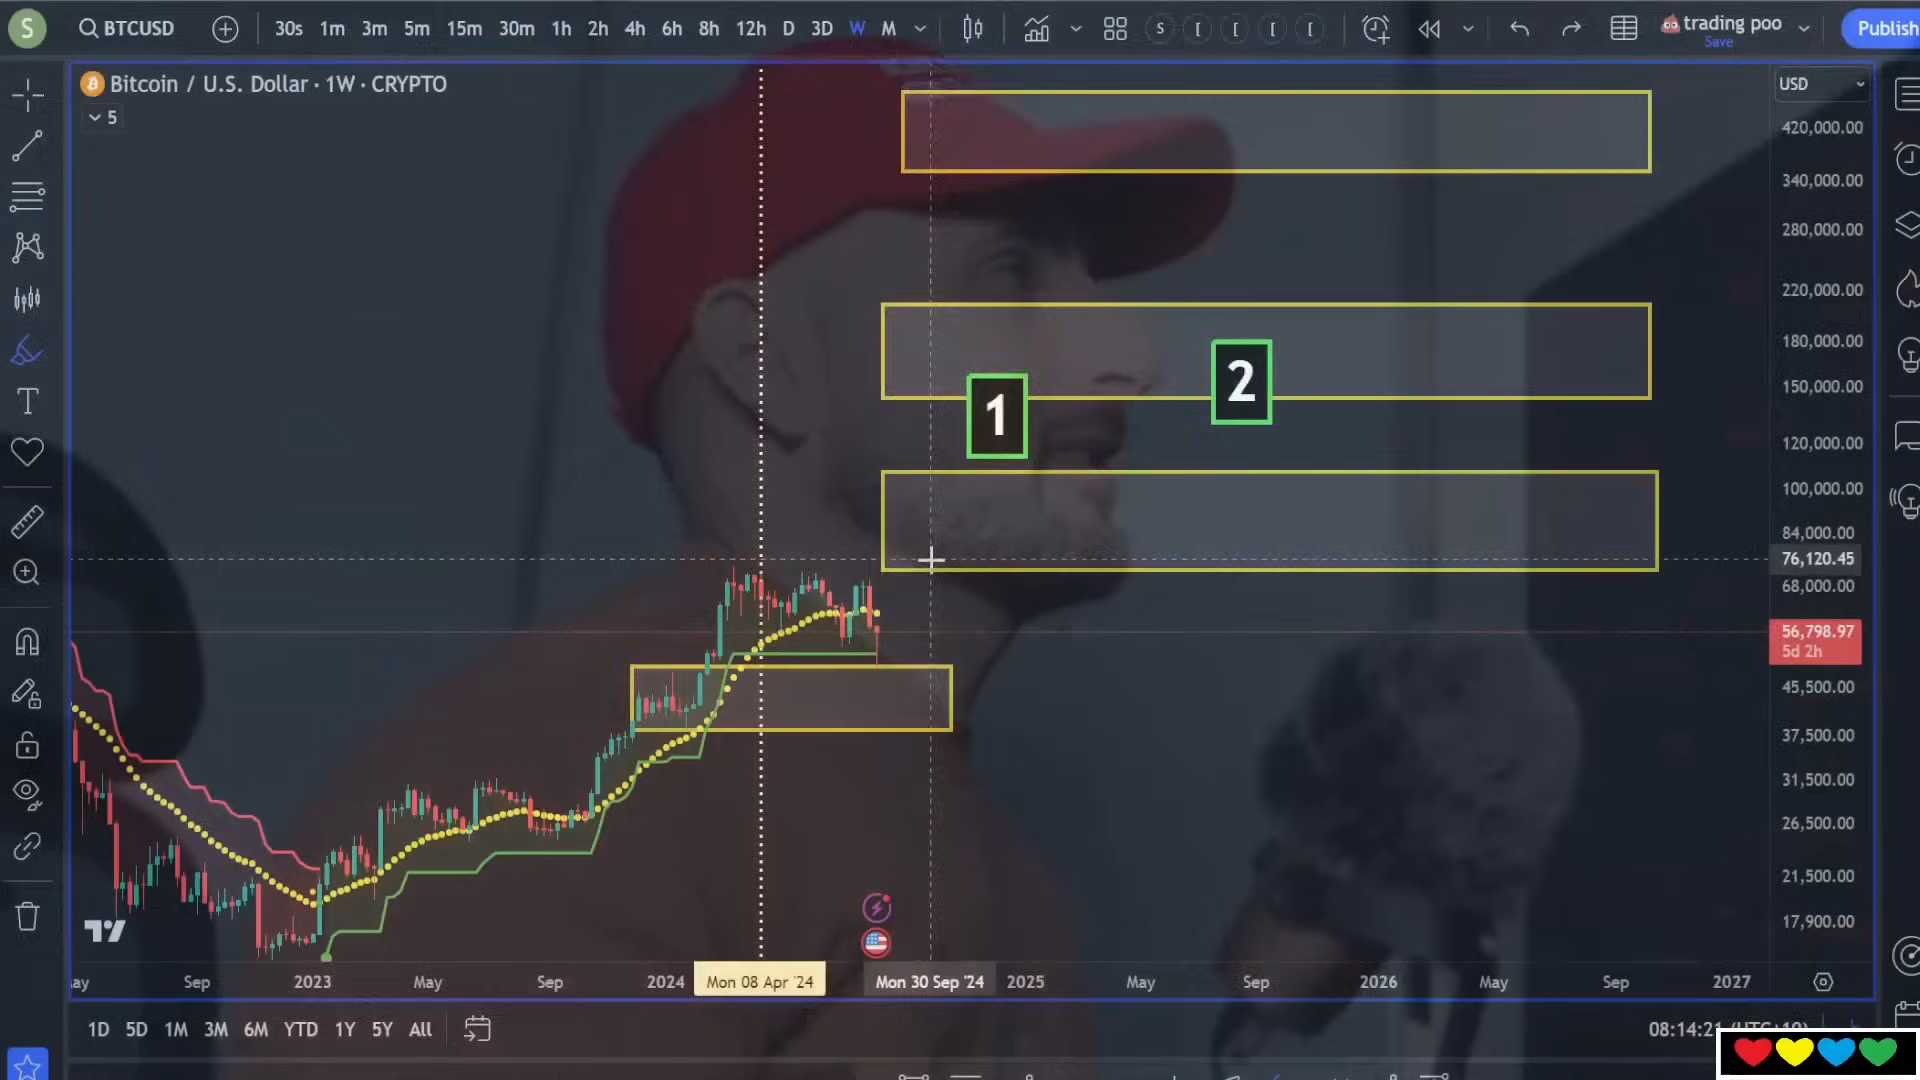 S
BTCUSD
30s 1m 3m 5m 15m 30m 1h 2h 4h 6h 8h 12h D 3D W M
S [ [ [ [
trading poo
Save
Publish
Bitcoin / U.S. Dollar · 1W · CRYPTO
5
USD
420,000.00
340,000.00
280,000.00
220,000.00
180,000.00
150,000.00
120,000.00
100,000.00
84,000.00
76,120.45
68,000.00
56,798.97
5d 2h
45,500.00
37,500.00
31,500.00
26,500.00
21,500.00
17,900.00
1
2
T
ay Sep 2023 May Sep 2024 Mon 08 Apr '24 Mon 30 Sep '24 2025 May Sep 2026 May Sep 2027
1D 5D 1M 3M 6M YTD 1Y 5Y All
08:14:21